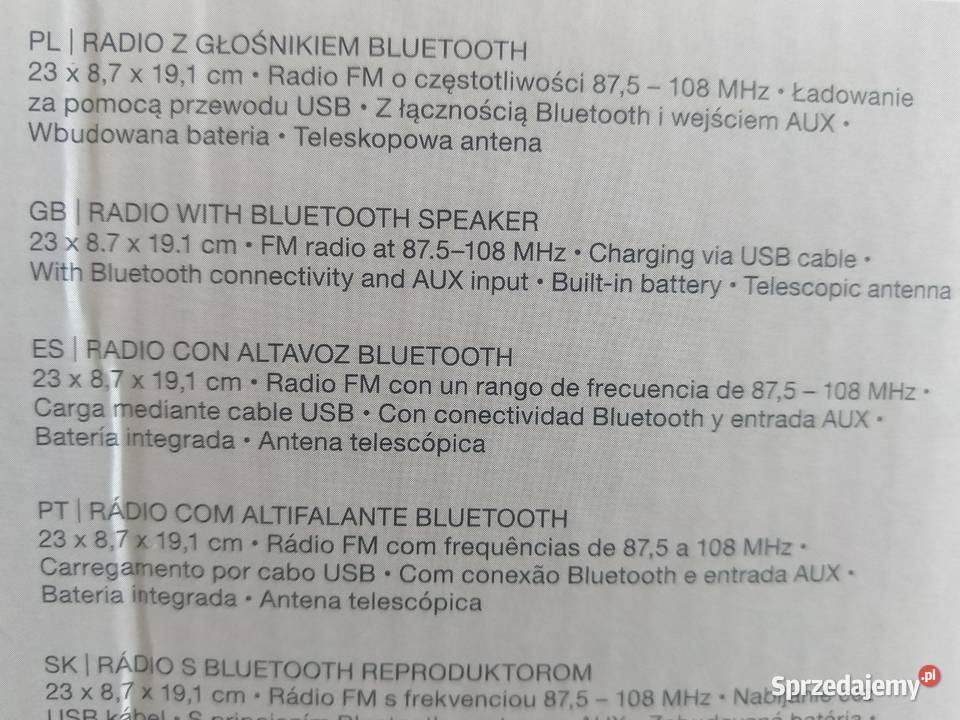 PL | RADIO Z GŁOŚNIKIEM BLUETOOTH
23 x 8,7 x 19,1 cm • Radio FM o częstotliwości 87,5 – 108 MHz • Ładowanie
za pomocą przewodu USB • Z łącznością Bluetooth i wejściem AUX •
Wbudowana bateria • Teleskopowa antena
GB | RADIO WITH BLUETOOTH SPEAKER
23 x 8.7 x 19.1 cm • FM radio at 87.5–108 MHz • Charging via USB cable •
With Bluetooth connectivity and AUX input • Built-in battery • Telescopic antenna
ES | RADIO CON ALTAVOZ BLUETOOTH
23 x 8,7 x 19,1 cm • Radio FM con un rango de frecuencia de 87,5 – 108 MHz •
Carga mediante cable USB • Con conectividad Bluetooth y entrada AUX •
Batería integrada • Antena telescópica
PT | RÁDIO COM ALTIFALANTE BLUETOOTH
23 x 8,7 x 19,1 cm • Rádio FM com frequências de 87,5 a 108 MHz •
Carregamento por cabo USB • Com conexão Bluetooth e entrada AUX •
Bateria integrada • Antena telescópica
SK | RÁDIO S BLUETOOTH REPRODUKTOROM
23 x 8,7 x 19,1 cm • Rádio FM s frekvenciou 87,5 – 108 MHz •
USB kábel • S
Sprzedajemy.pl